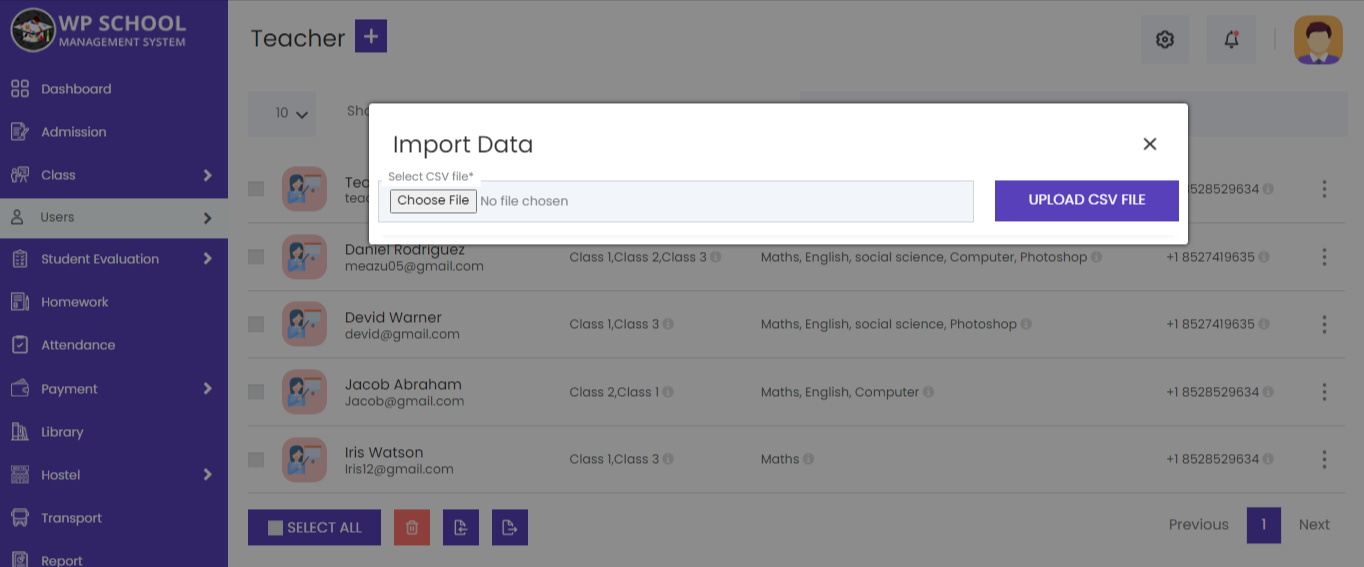 WP SCHOOL
MANAGEMENT SYSTEM
Dashboard
Admission
Class
Users
Student Evaluation
Homework
Attendance
Payment
Library
Hostel
Transport
Report
Teacher +
10
Import Data
Select CSV file*
Choose File No file chosen
UPLOAD CSV FILE
8528529634
Daniel Rodriguez
meazu05@gmail.com
Class 1,Class 2,Class 3
Maths, English, social science, Computer, Photoshop
+1 8527419635
Devid Warner
devid@gmail.com
Class 1,Class 3
Maths, English, social science, Photoshop
+1 8527419635
Jacob Abraham
Jacob@gmail.com
Class 2,Class 1
Maths, English, Computer
+1 8528529634
Iris Watson
Iris12@gmail.com
Class 1,Class 3
Maths
+1 8528529634
SELECT ALL
Previous 1 Next